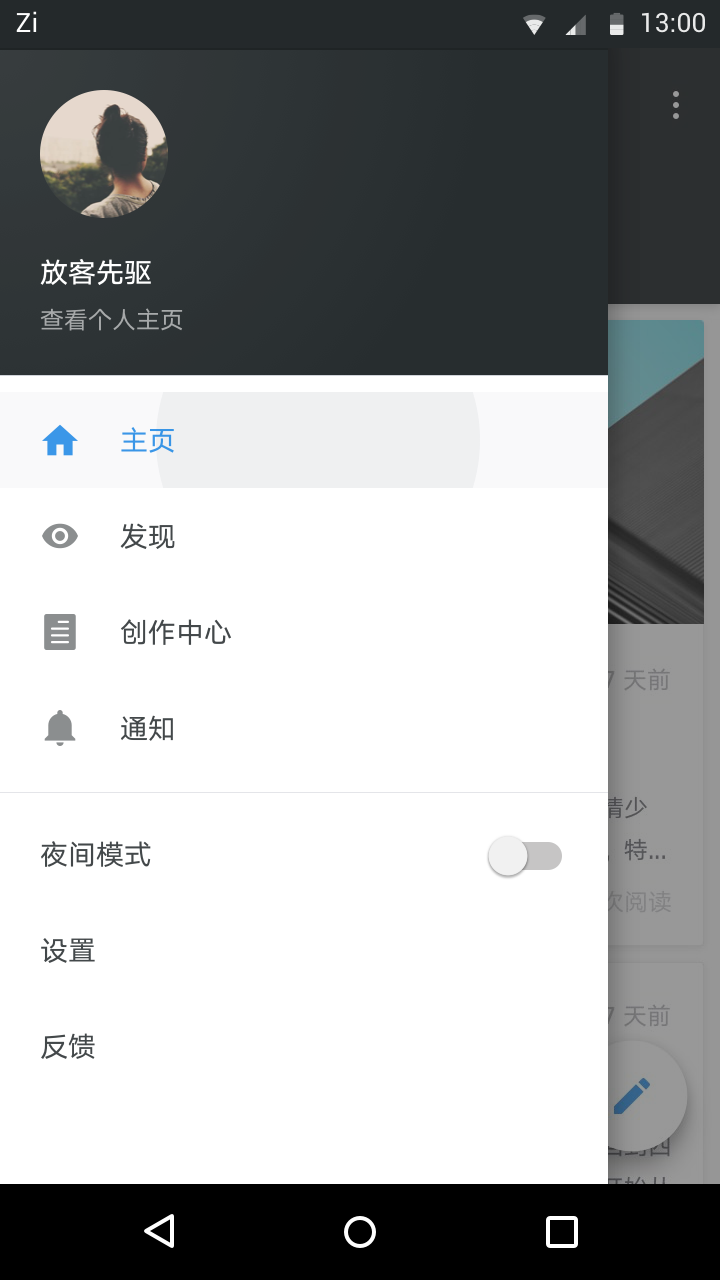 Zi 13:00
放客先驱
查看个人主页
主页
发现
创作中心
通知
7 天前
情少
特...
次阅读
夜间模式
设置
反馈
7 天前